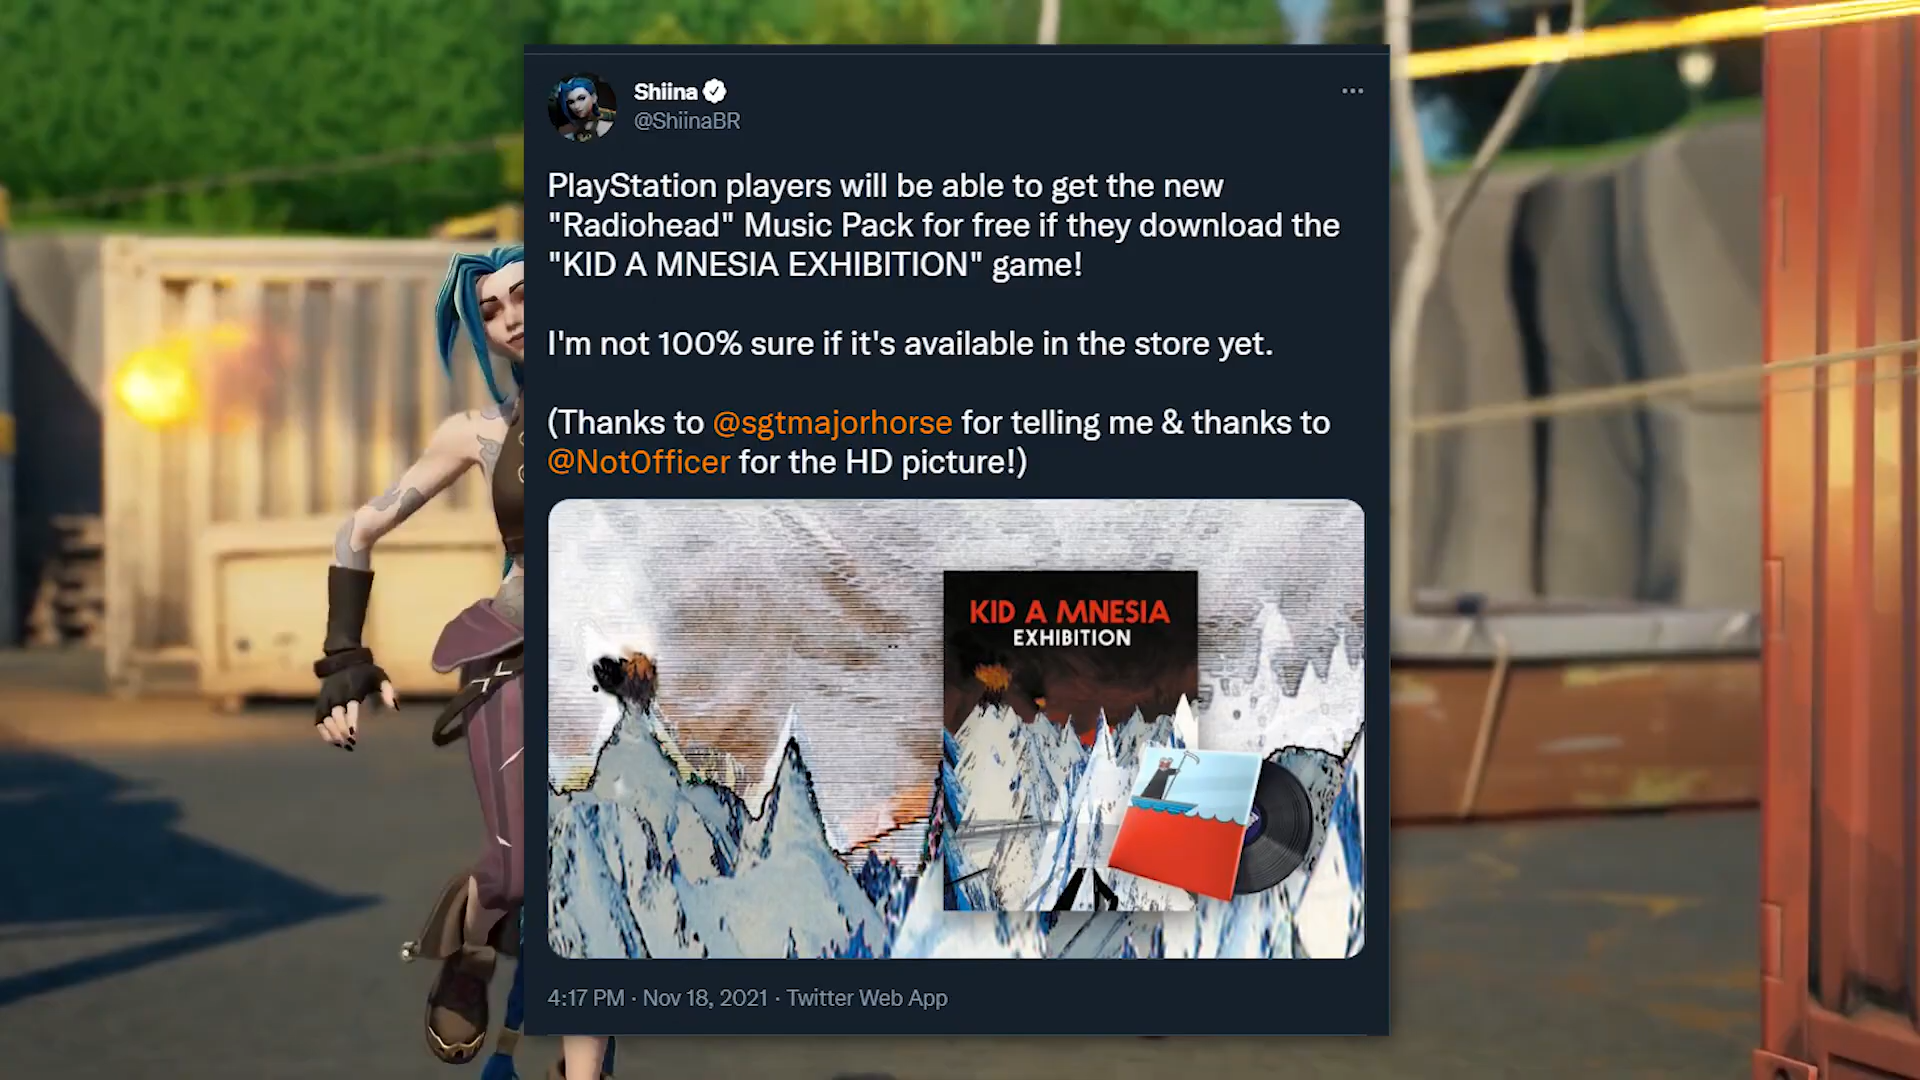 Shiina
@ShiinaBR
PlayStation players will be able to get the new
"Radiohead" Music Pack for free if they download the
"KID A MNESIA EXHIBITION" game!
I'm not 100% sure if it's available in the store yet.
(Thanks to @sgtmajorhorse for telling me & thanks to
@NotOfficer for the HD picture!)
KID A MNESIA
EXHIBITION
4:17 PM · Nov 18, 2021 · Twitter Web App